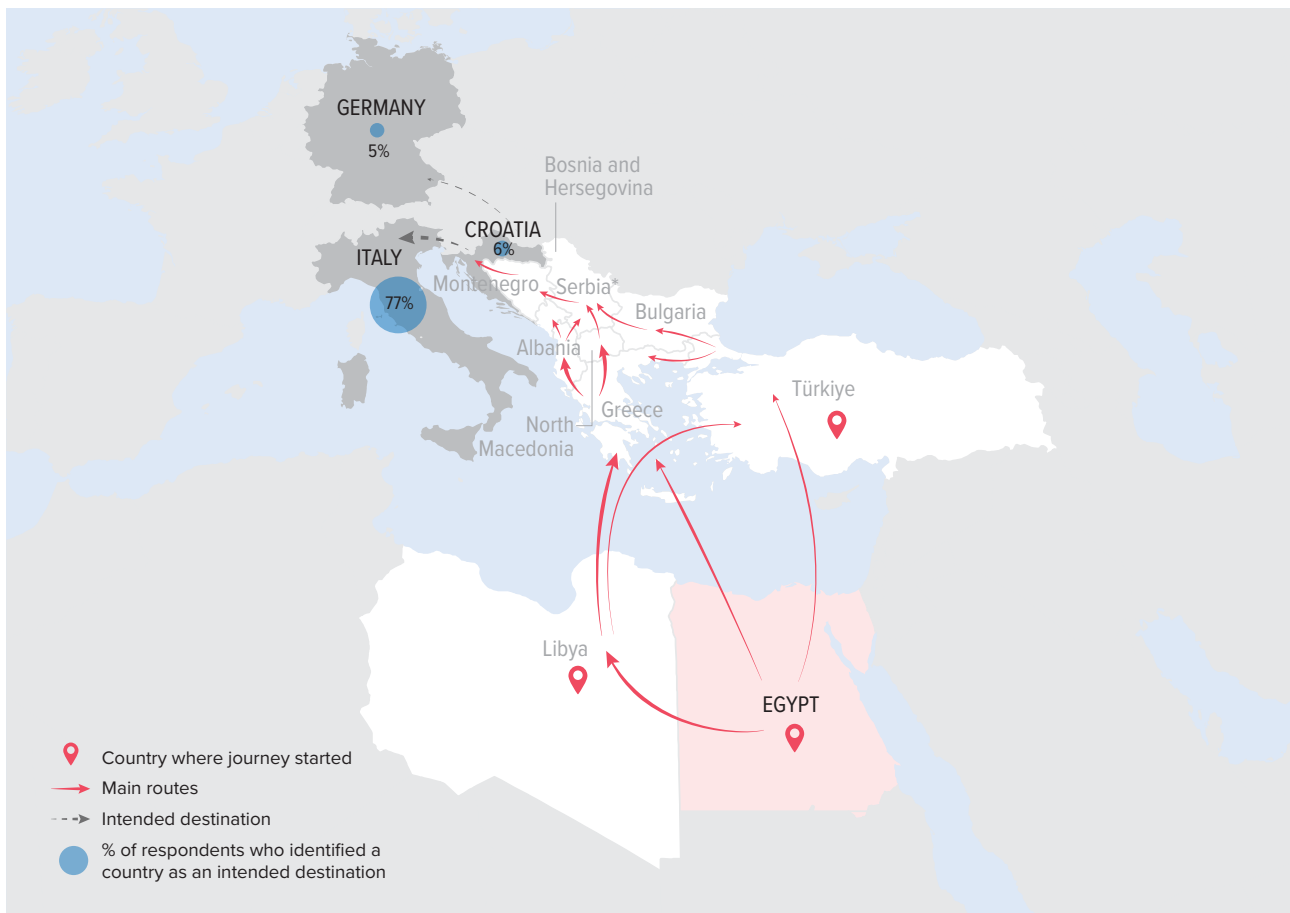 GERMANY
5%
Bosnia and
Hersegovina
CROATIA
6%
ITALY
77%
Montenegro
Serbia*
Bulgaria
Albania
Türkiye
Greece
North
Macedonia
Libya
EGYPT
Country where journey started
Main routes
Intended destination
% of respondents who identified a
country as an intended destination